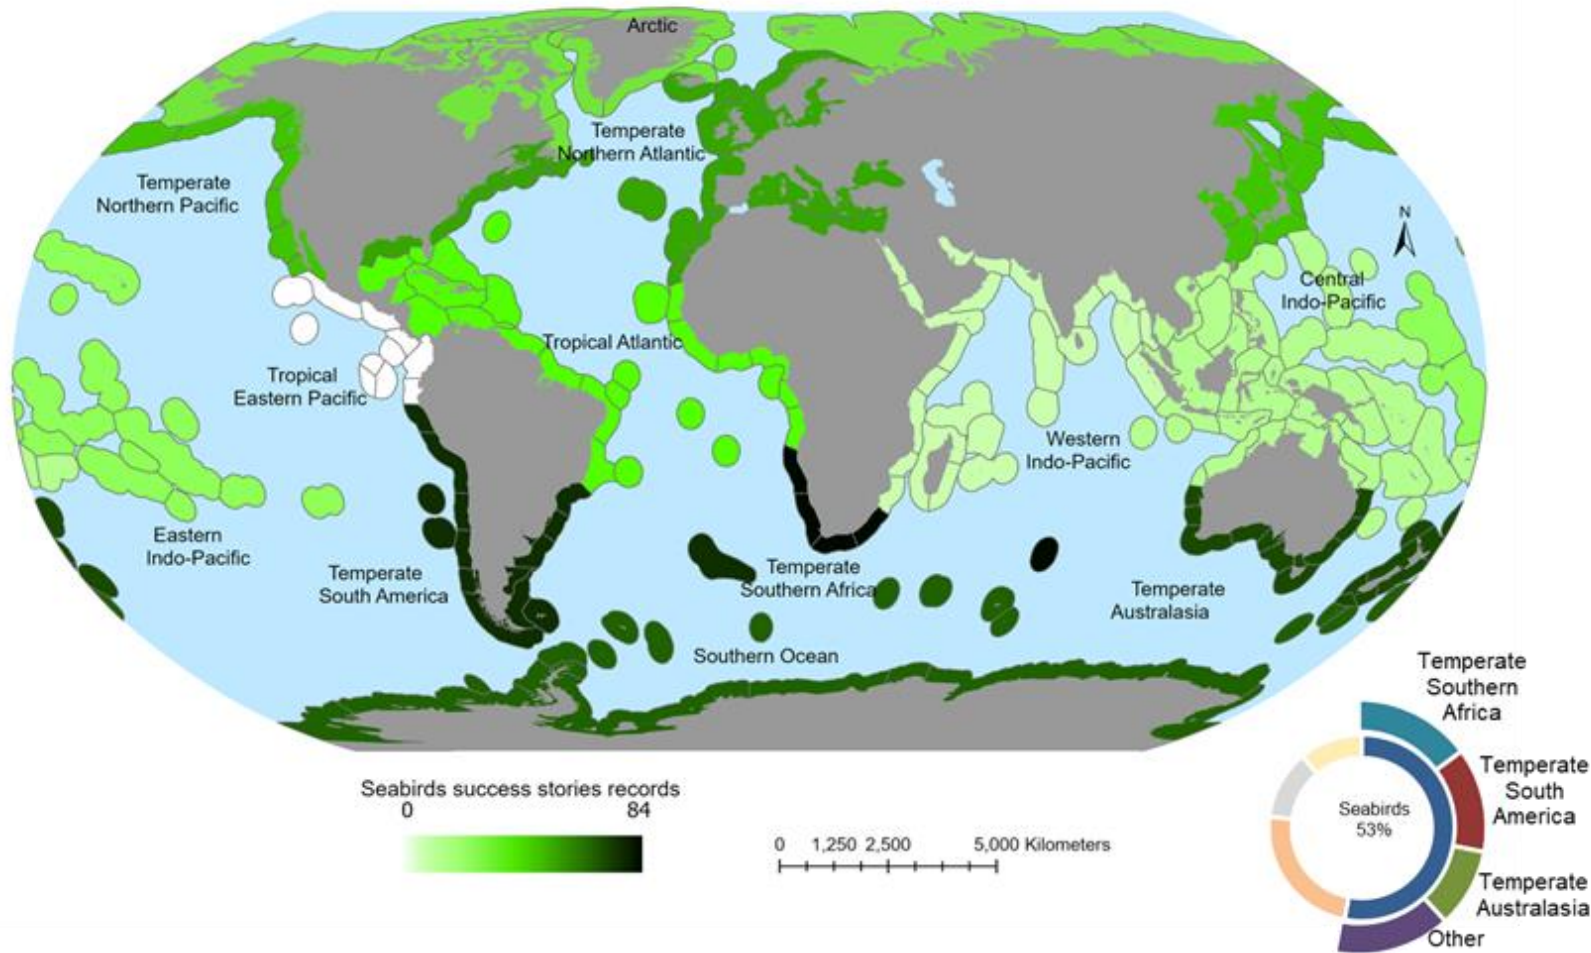 Arctic
Temperate
Northern Atlantic
Temperate
Northern Pacific
N
Central
Indo-Pacific
Tropical Atlantic
Tropical
Eastern Pacific
Western
Indo-Pacific
Eastern
Indo-Pacific
Temperate
South America
Temperate
Southern Africa
Temperate
Australasia
Southern Ocean
Temperate
Southern
Africa
Temperate
South
America
Seabirds
53%
Temperate
Australasia
Other
Seabirds success stories records
0 84
0 1,250 2,500 5,000 Kilometers